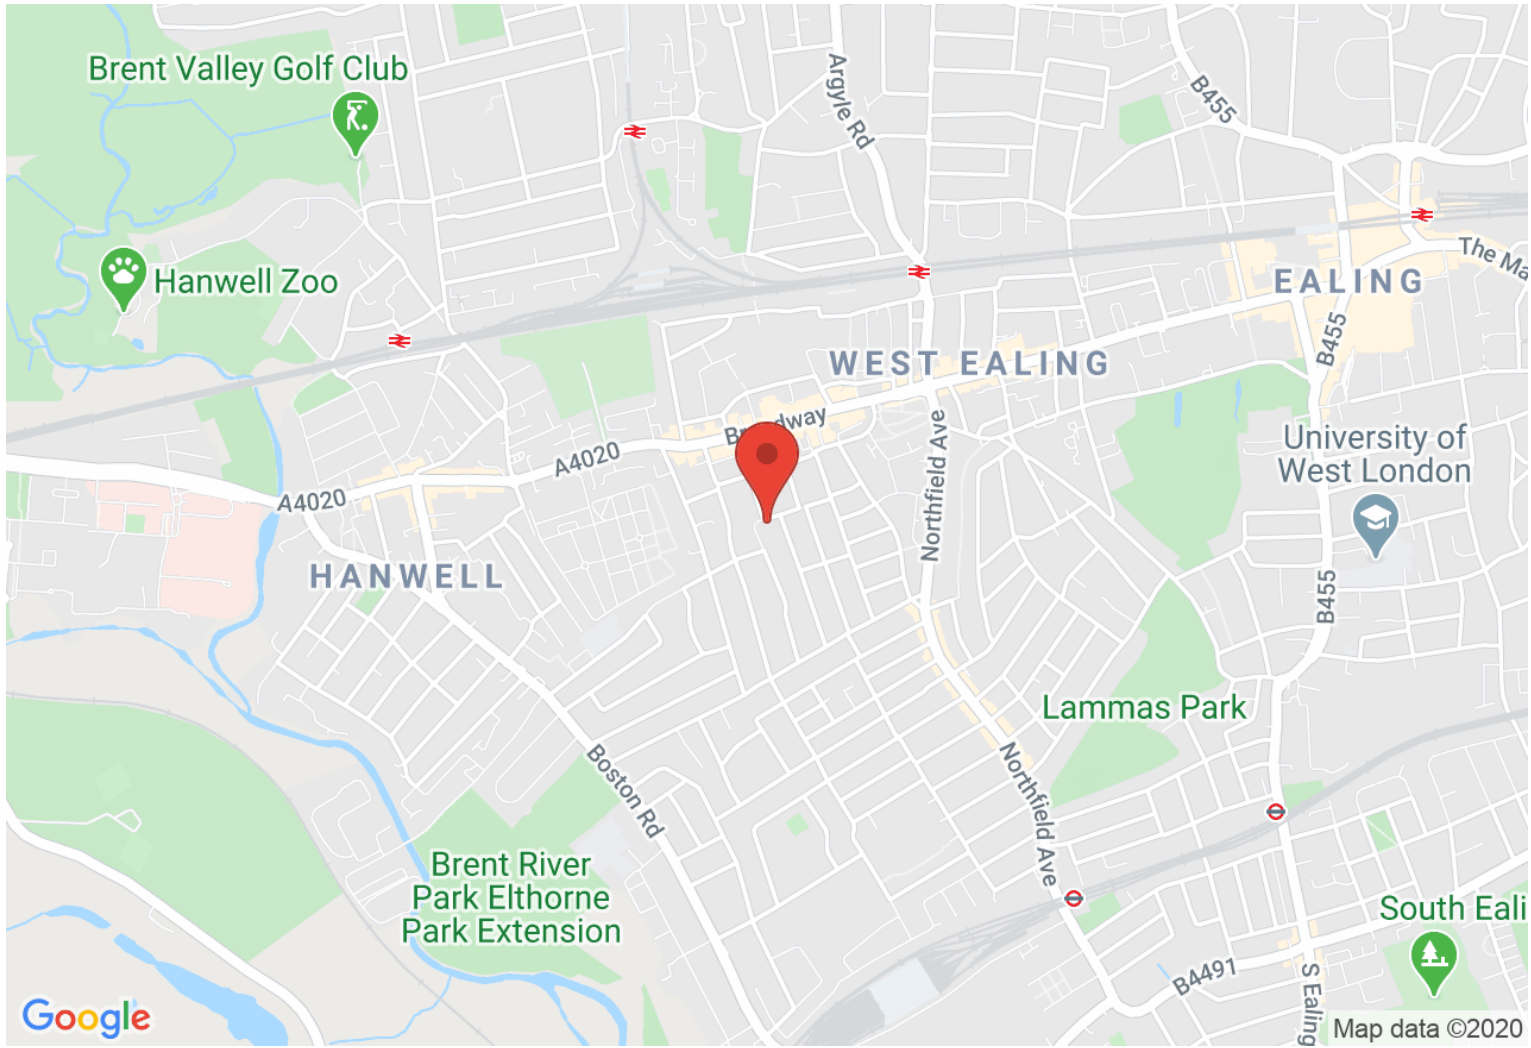 Brent Valley Golf Club
Argyle Rd
B455
Hanwell Zoo
The Ma
EALING
WEST EALING
B455
Broadway
A4020
Northfield Ave
University of
West London
A4020
HANWELL
B455
Lammas Park
Boston Rd
Northfield Ave
Brent River
Park Elthorne
Park Extension
South Eali
B4491
S Ealing
Google
Map data ©2020